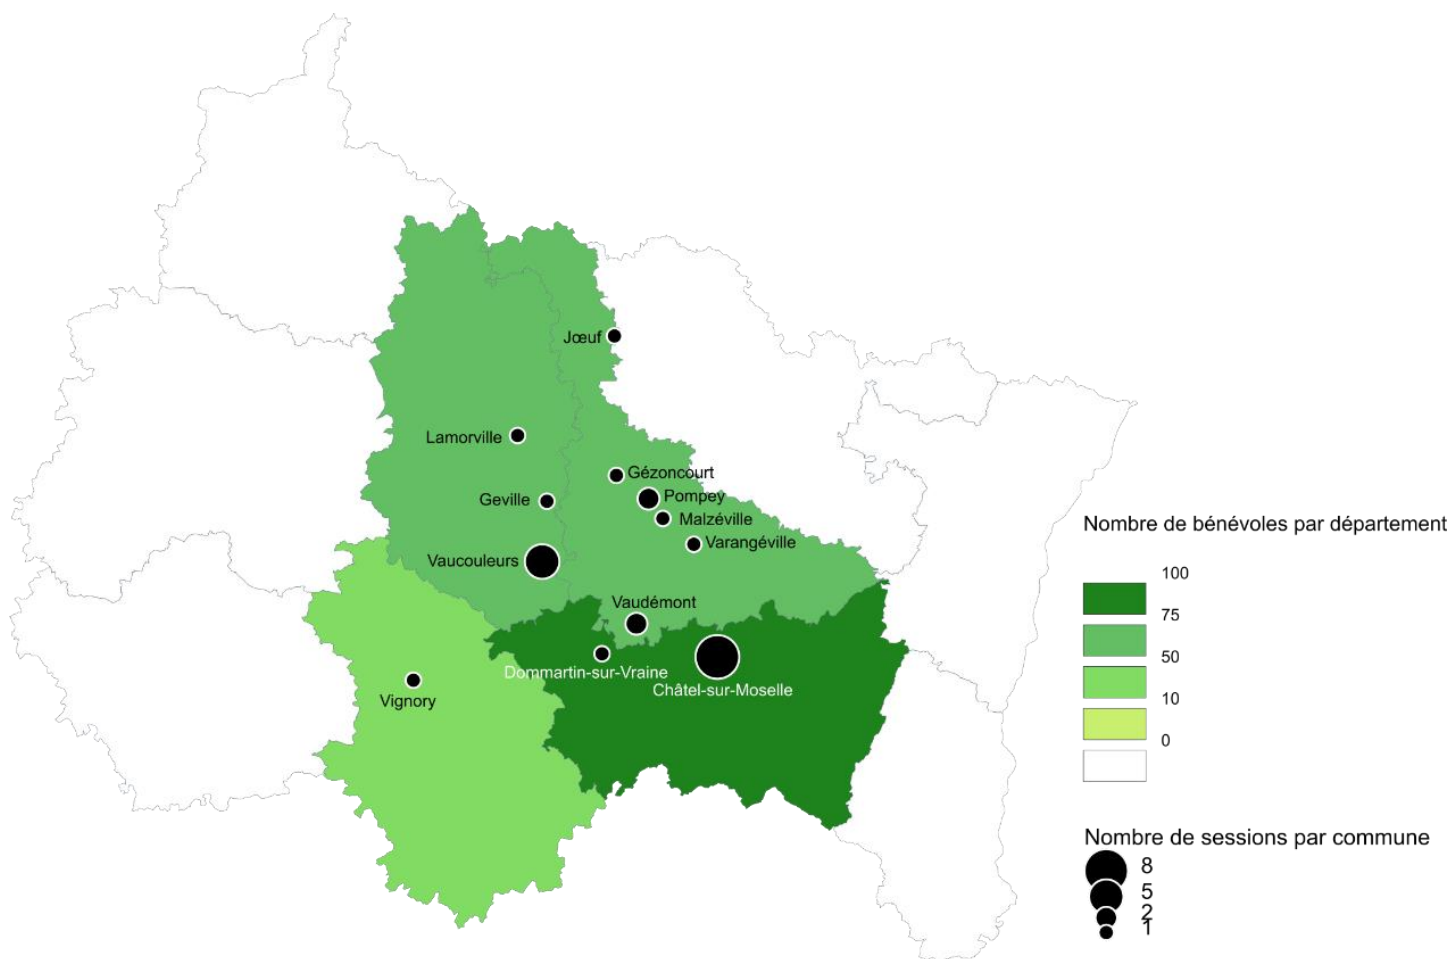 Jœuf
Lamorville
Gézoncourt
Geville
Pompey
Malzéville
Varangéville
Vaucouleurs
Vaudémont
Dommartin-sur-Vraine
Châtel-sur-Moselle
Vignory
Nombre de bénévoles par département
100
75
50
10
0
Nombre de sessions par commune
8
5
2
1